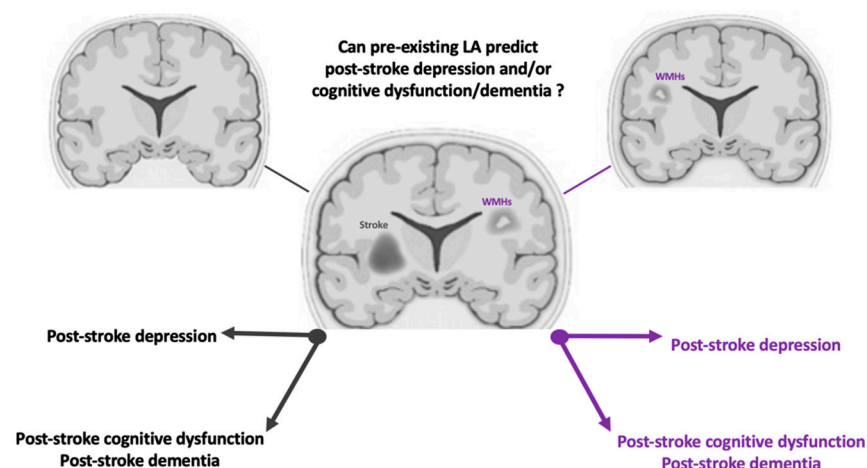 Can pre-existing LA predict
post-stroke depression and/or
cognitive dysfunction/dementia ?
WMHs
WMHs
Stroke
Post-stroke depression
Post-stroke depression
Post-stroke cognitive dysfunction
Post-stroke dementia
Post-stroke cognitive dysfunction
Post-stroke dementia